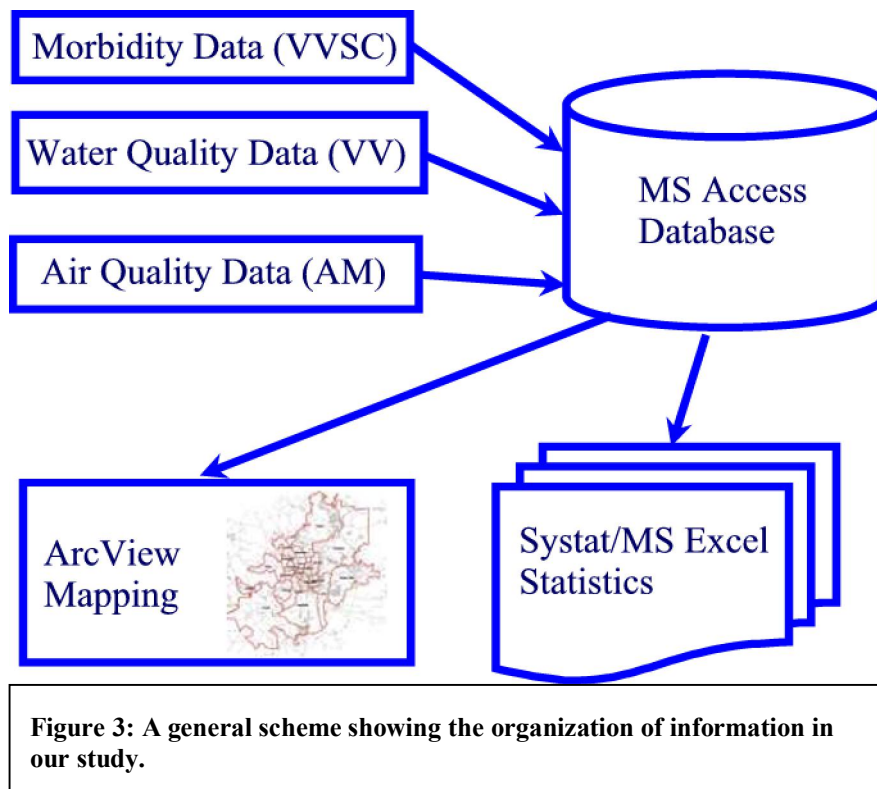 Morbidity Data (VVSC)
Water Quality Data (VV)
Air Quality Data (AM)
MS Access
Database
ArcView
Mapping
Systat/MS Excel
Statistics
Figure 3: A general scheme showing the organization of information in
our study.